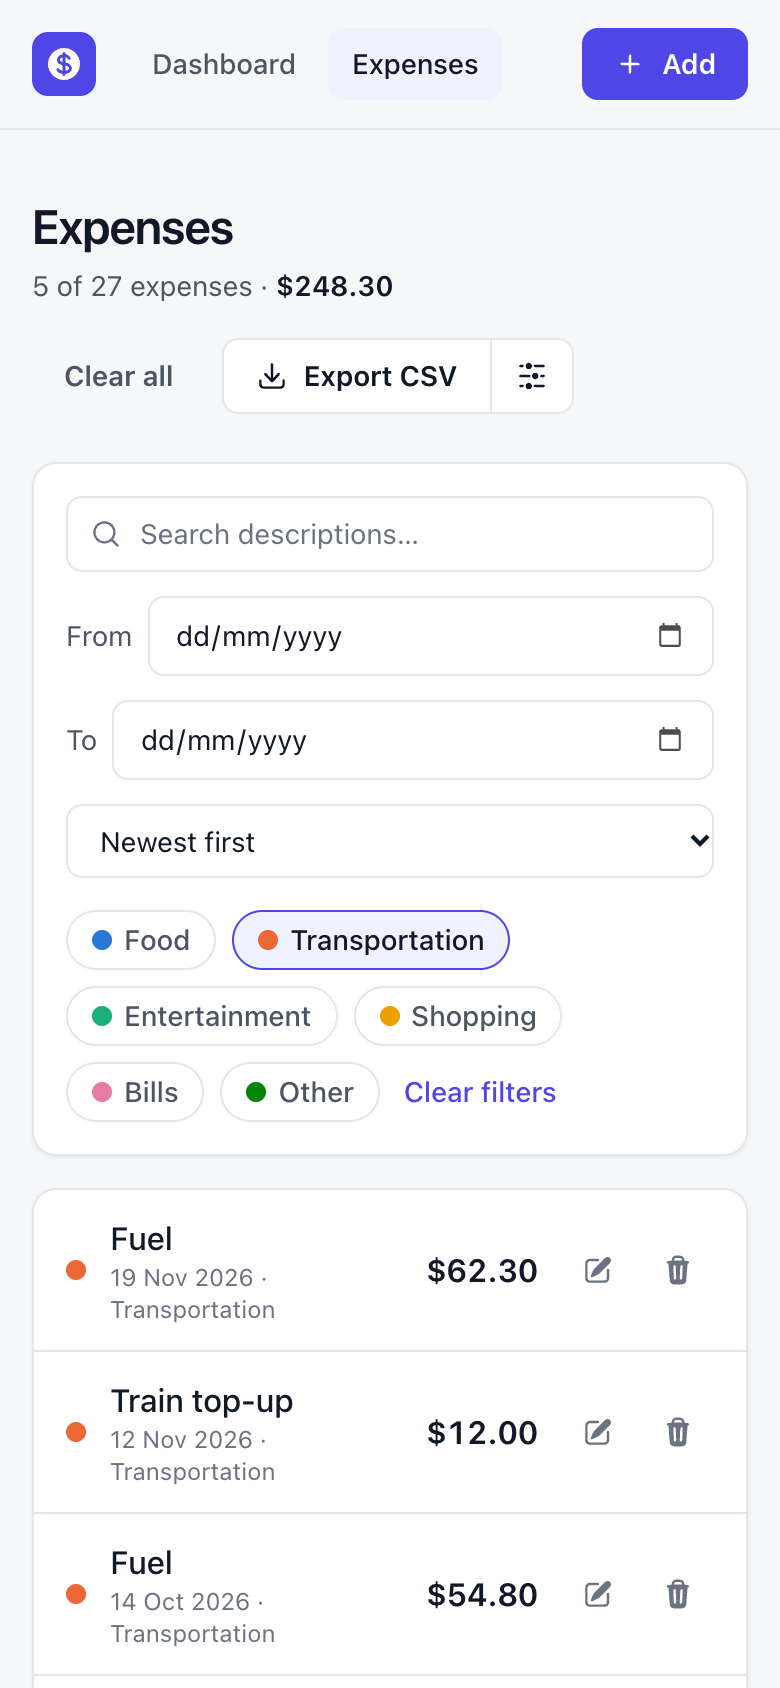 $
Dashboard
Expenses
+ Add
Expenses
5 of 27 expenses · $248.30
Clear all
Export CSV
Search descriptions...
From dd/mm/yyyy
To dd/mm/yyyy
Newest first
Food
Transportation
Entertainment
Shopping
Bills
Other
Clear filters
Fuel
19 Nov 2026 ·
Transportation
$62.30
Train top-up
12 Nov 2026 ·
Transportation
$12.00
Fuel
14 Oct 2026 ·
Transportation
$54.80